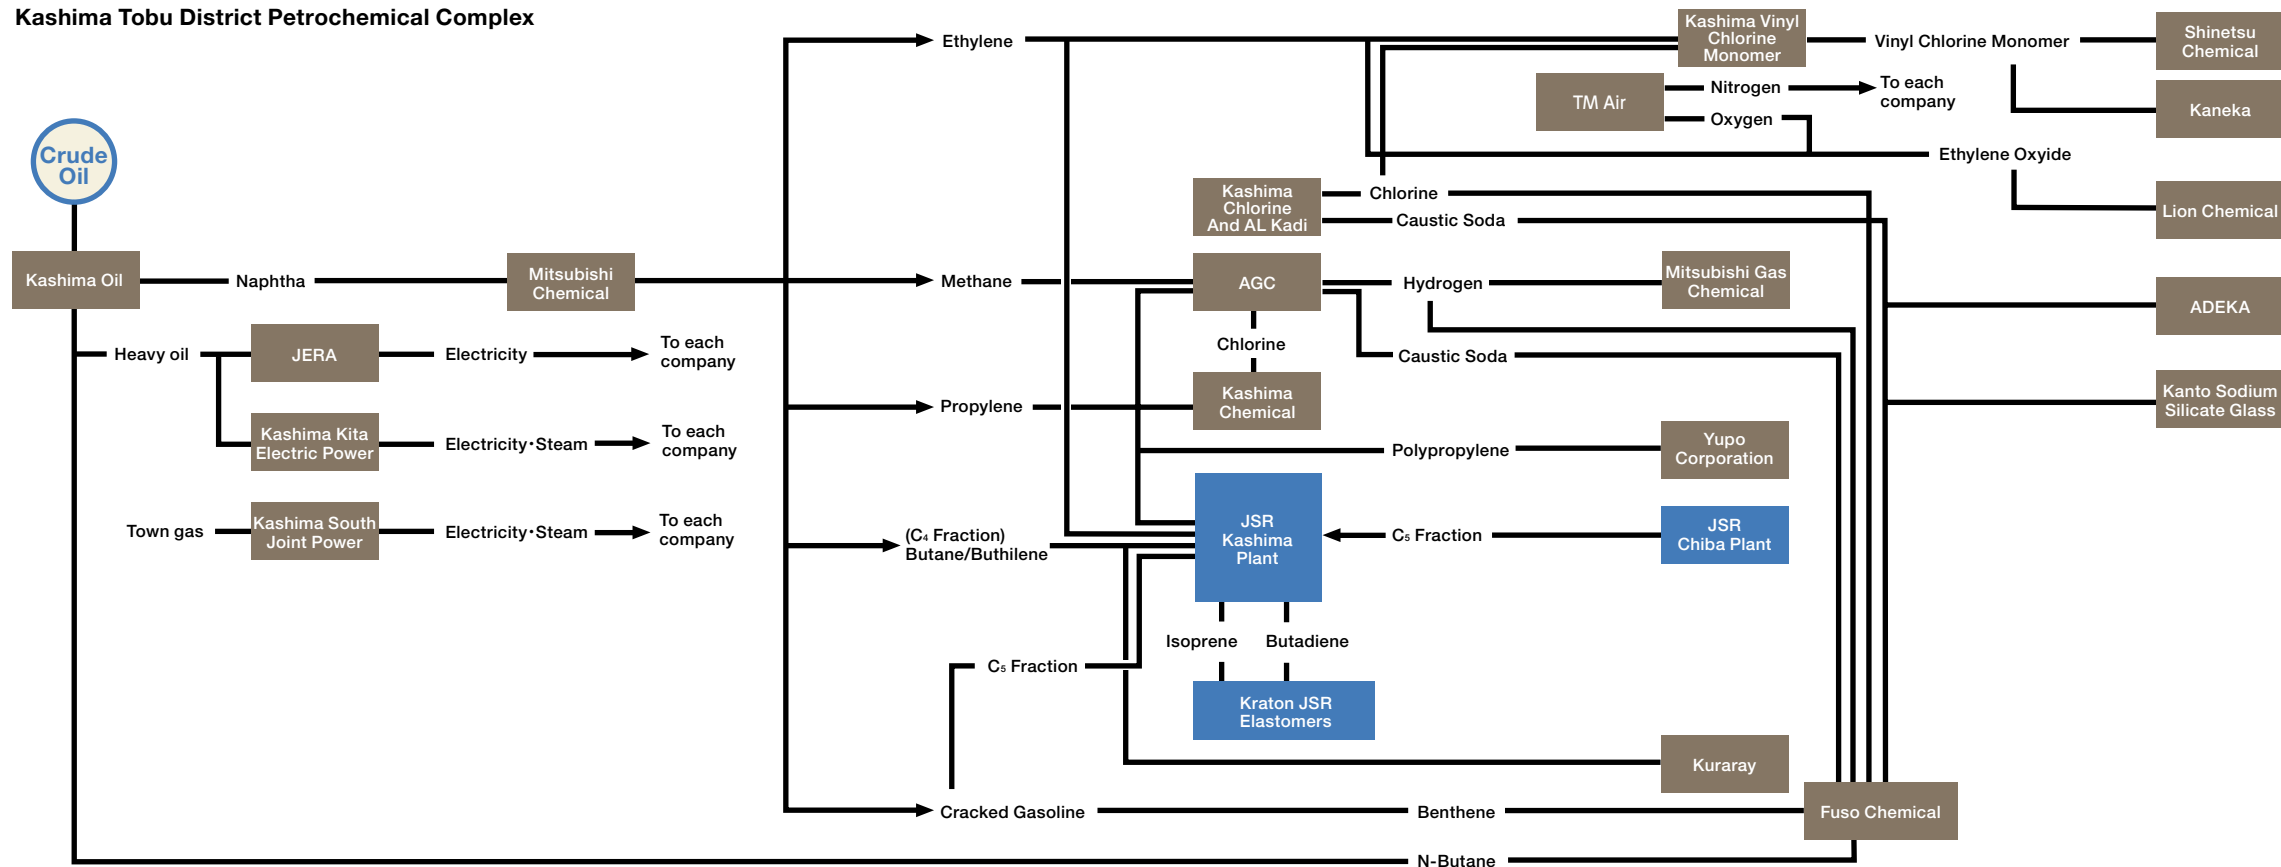 Kashima Tobu District Petrochemical Complex
Crude
Oil
Kashima Oil
Naphtha
Mitsubishi
Chemical
Heavy oil
JERA
Electricity
To each
company
Kashima Kita
Electric Power
Electricity・Steam
To each
company
Town gas
Kashima South
Joint Power
Electricity・Steam
To each
company
Ethylene
Kashima Vinyl
Chlorine
Monomer
Vinyl Chlorine Monomer
Shinetsu
Chemical
Kaneka
TM Air
Nitrogen
To each
company
Oxygen
Ethylene Oxyide
Lion Chemical
Kashima
Chlorine
And AL Kadi
Chlorine
Caustic Soda
Methane
AGC
Hydrogen
Mitsubishi Gas
Chemical
ADEKA
Chlorine
Caustic Soda
Kashima
Chemical
Propylene
Kanto Sodium
Silicate Glass
Polypropylene
Yupo
Corporation
(C₄ Fraction)
Butane/Buthilene
JSR
Kashima
Plant
C₅ Fraction
JSR
Chiba Plant
Isoprene
Butadiene
C₅ Fraction
Kraton JSR
Elastomers
Kuraray
Cracked Gasoline
Benthene
Fuso Chemical
N-Butane